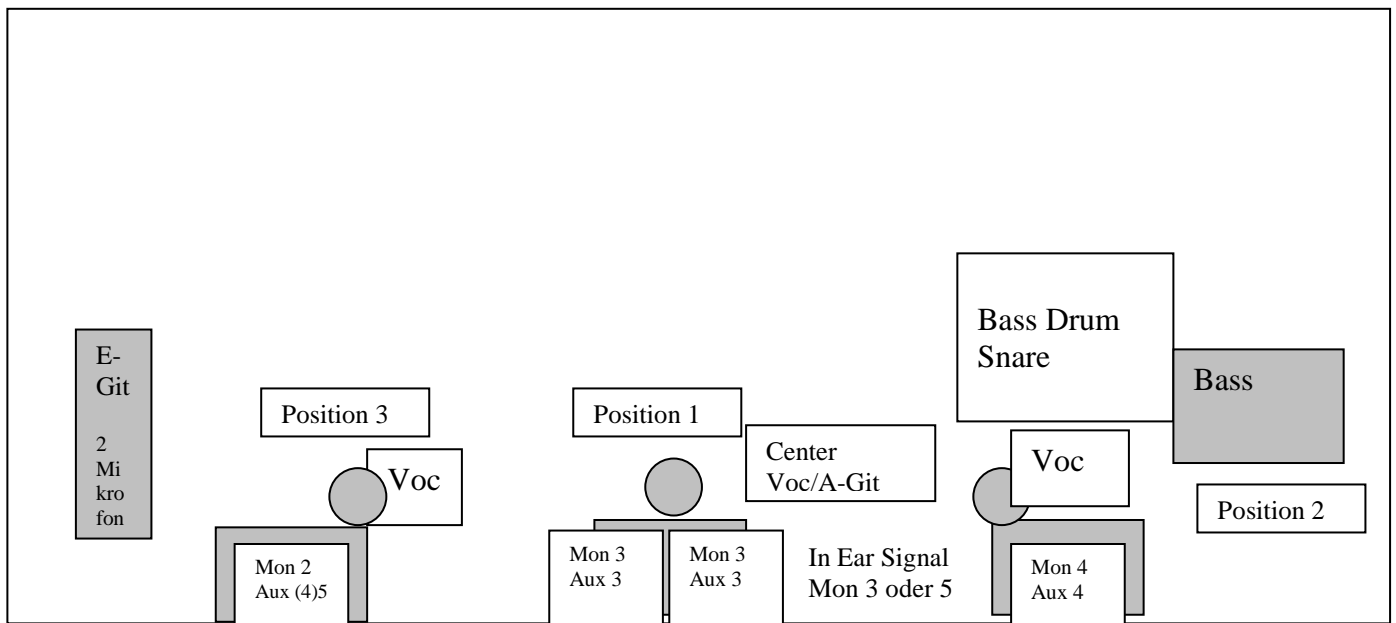 E-
Git
2
Mi
kro
fon
Position 3
Voc
Mon 2
Aux (4)5
Position 1
Center
Voc/A-Git
Mon 3
Aux 3
Mon 3
Aux 3
In Ear Signal
Mon 3 oder 5
Bass Drum
Snare
Bass
Voc
Position 2
Mon 4
Aux 4